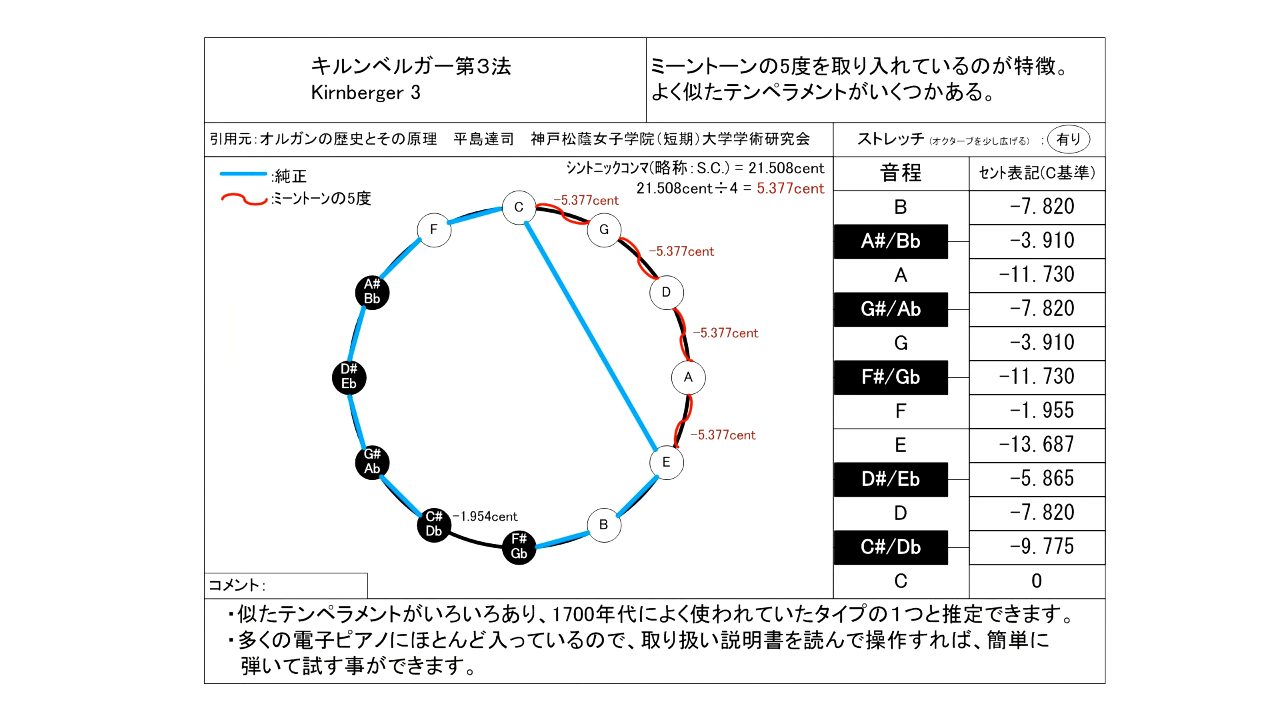 キルンベルガー第３法
Kirnberger 3
ミーントーンの5度を取り入れているのが特徴。
よく似たテンペラメントがいくつかある。
引用元：オルガンの歴史とその原理　平島達司　神戸松蔭女子学院（短期）大学学術研究会
ストレッチ（オクターブを少し広げる）：有り
:純正
:ミーントーンの5度
シントニックコンマ(略称：S.C.) = 21.508cent
21.508cent÷4 = 5.377cent
C
-5.377cent
G
-5.377cent
D
-5.377cent
A
-5.377cent
E
B
F#
Gb
-1.954cent
C#
Db
G#
Ab
D#
Eb
A#
Bb
F
音程 セント表記(C基準)
B -7.820
A#/Bb -3.910
A -11.730
G#/Ab -7.820
G -3.910
F#/Gb -11.730
F -1.955
E -13.687
D#/Eb -5.865
D -7.820
C#/Db -9.775
C 0
コメント：
・似たテンペラメントがいろいろあり、1700年代によく使われていたタイプの１つと推定できます。
・多くの電子ピアノにほとんど入っているので、取り扱い説明書を読んで操作すれば、簡単に
弾いて試す事ができます。